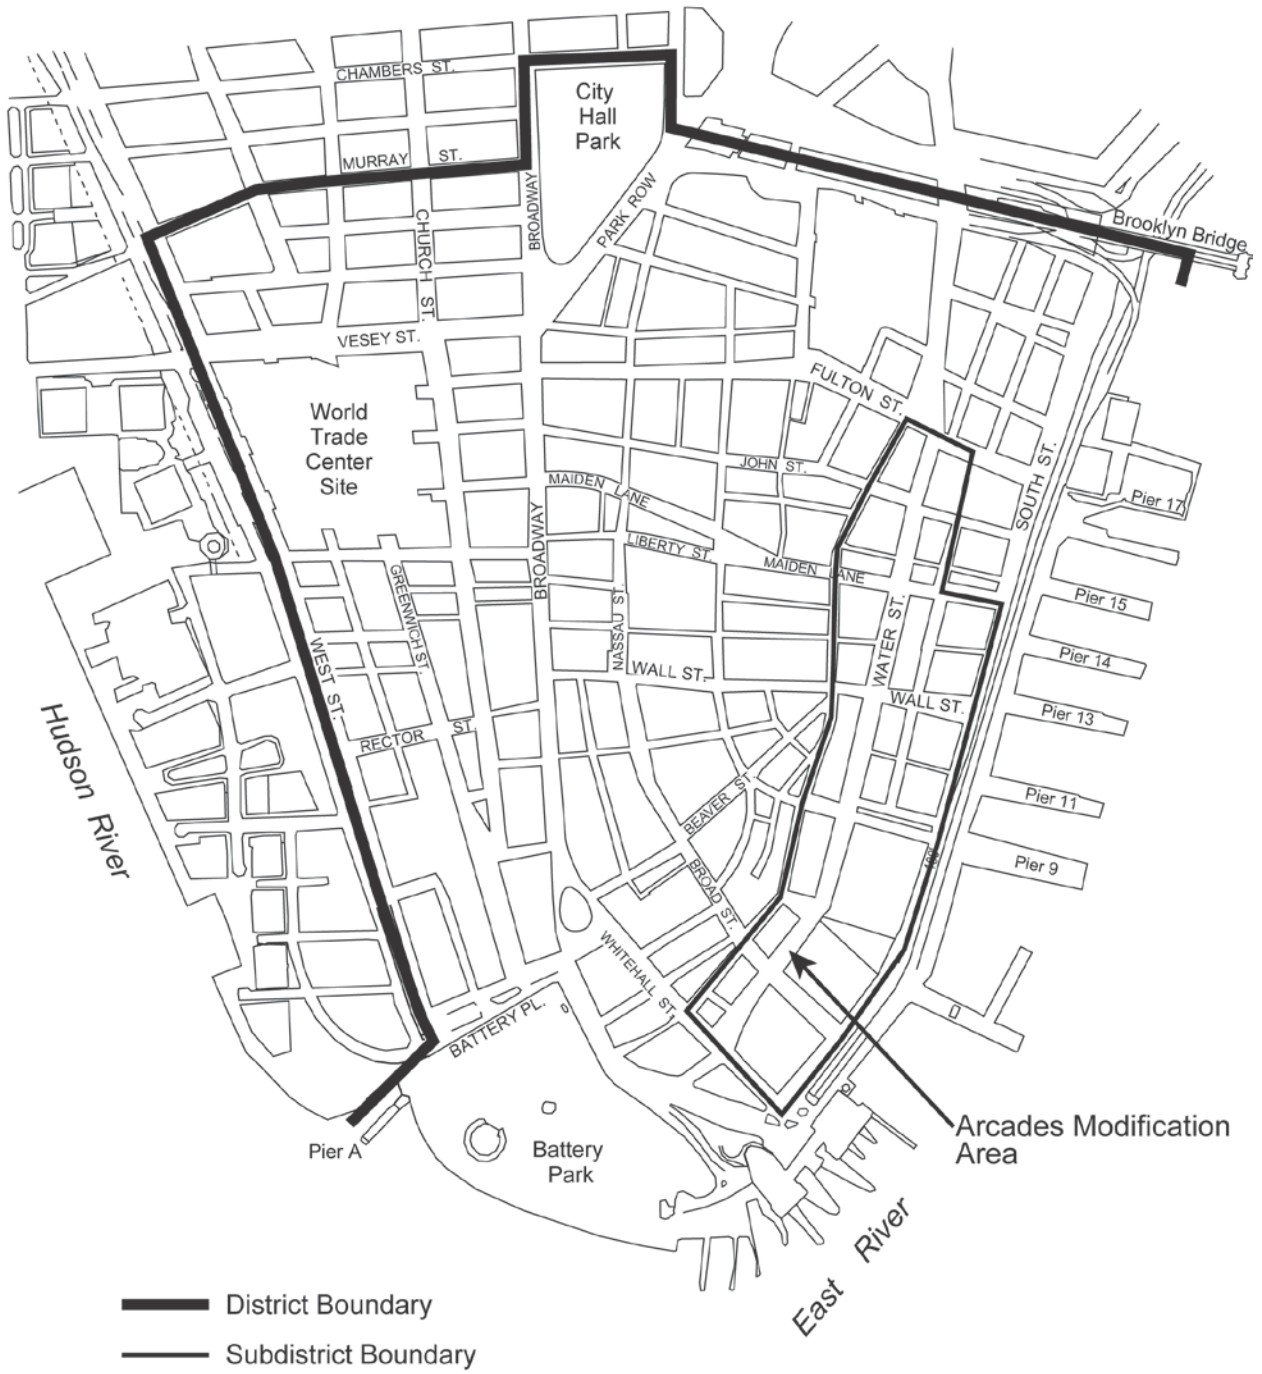 CHAMBERS ST.
City
Hall
Park
MURRAY ST.
BROADWAY
PARK ROW
CHURCH ST.
Brooklyn Bridge
VESEY ST.
FULTON ST.
World
Trade
Center
Site
JOHN ST.
SOUTH ST.
MAIDEN LANE
Pier 17
BROADWAY
LIBERTY ST.
MAIDEN LANE
GREENWICH ST.
NASSAU ST.
WATER ST.
Pier 15
WEST ST.
WALL ST.
Pier 14
WALL ST.
Pier 13
Hudson River
RECTOR ST.
BEAVER ST.
Pier 11
BROAD ST.
Pier 9
WHITEHALL ST.
BATTERY PL.
Arcades Modification
Area
Pier A
Battery
Park
East River
District Boundary
Subdistrict Boundary